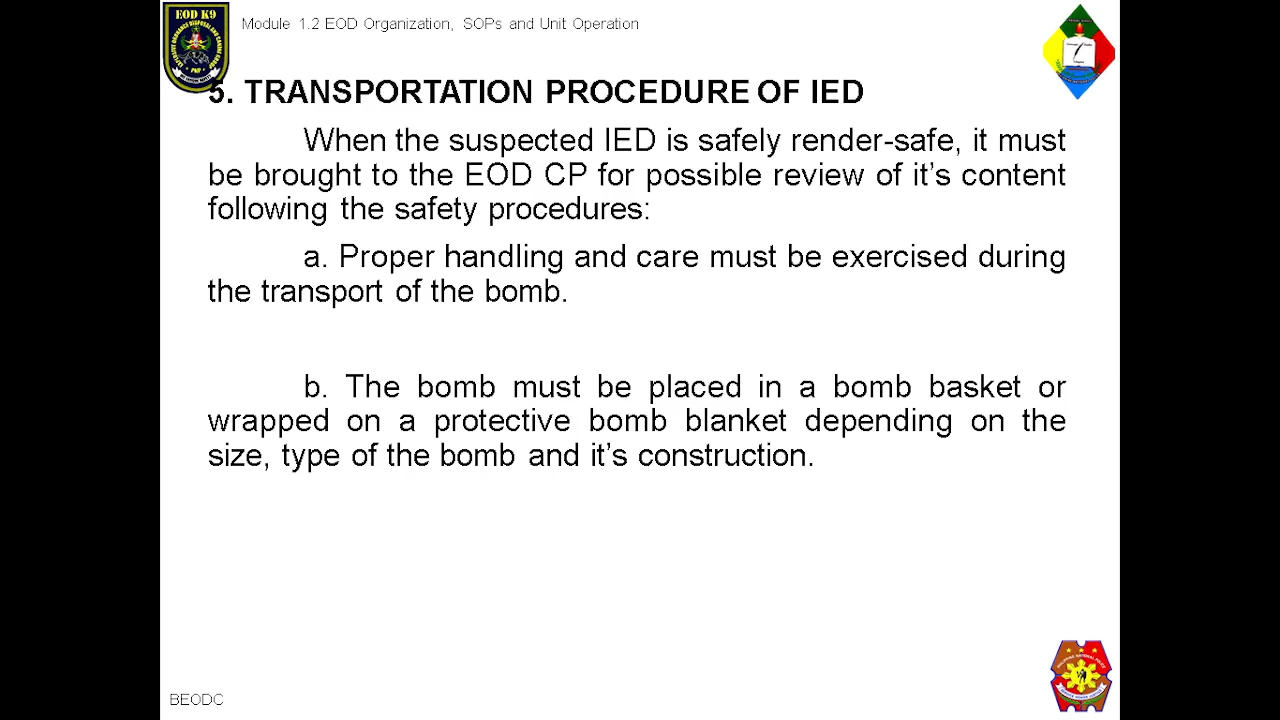 EOD K9
Module 1.2 EOD Organization, SOPs and Unit Operation
5. TRANSPORTATION PROCEDURE OF IED
When the suspected IED is safely render-safe, it must
be brought to the EOD CP for possible review of it’s content
following the safety procedures:
a. Proper handling and care must be exercised during
the transport of the bomb.
b. The bomb must be placed in a bomb basket or
wrapped on a protective bomb blanket depending on the
size, type of the bomb and it’s construction.
BEODC